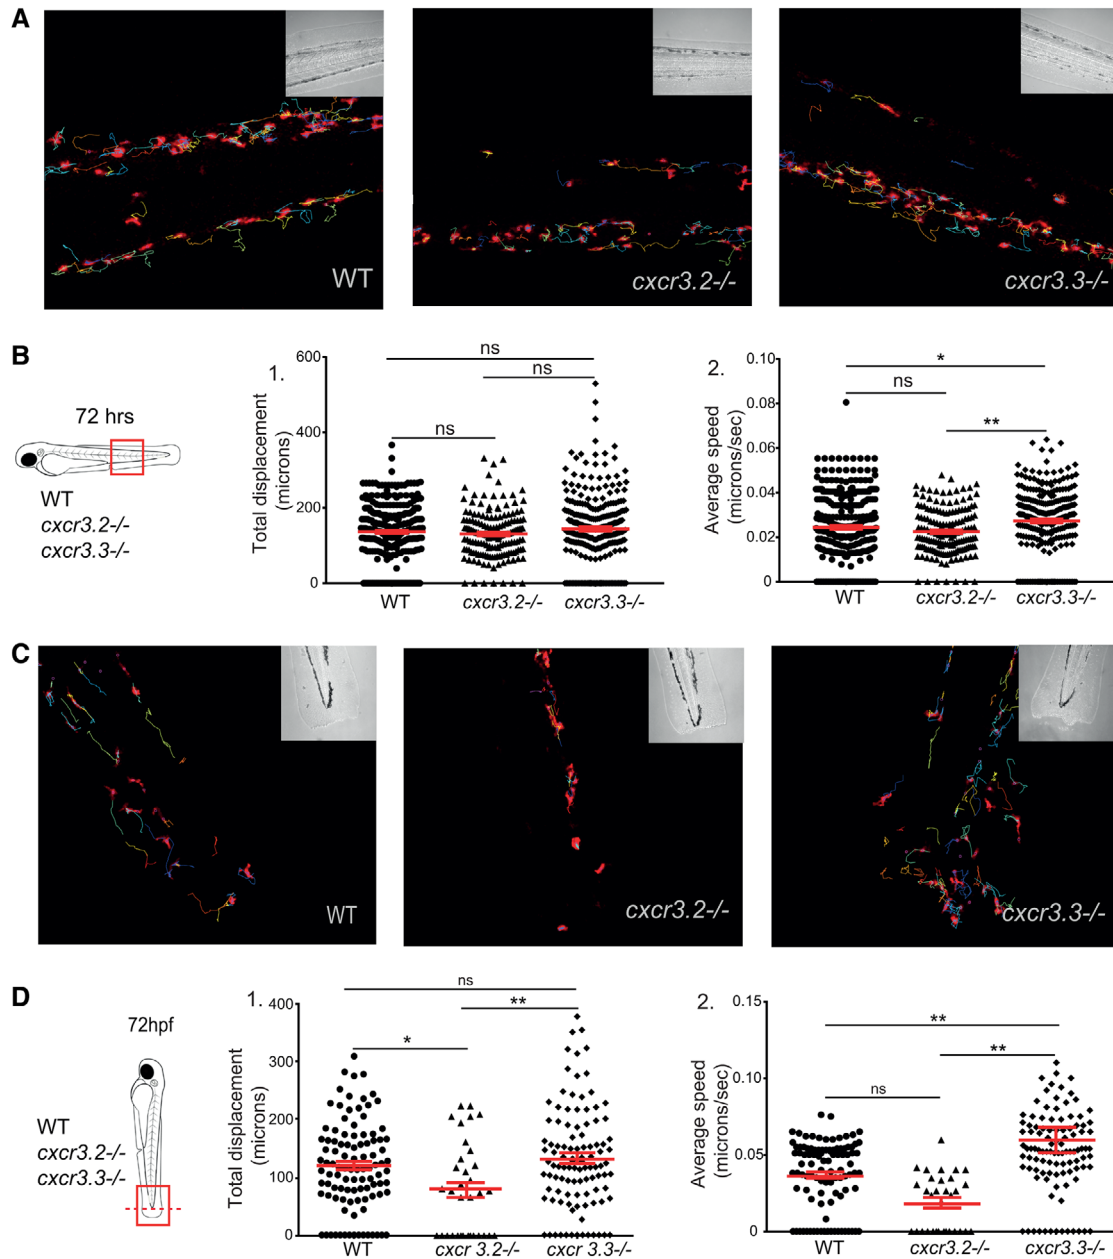 A
WT
cxcr3.2-/-
cxcr3.3-/-
B
72 hrs
WT
cxcr3.2-/-
cxcr3.3-/-
1.
Total displacement
(microns)
600
400
200
0
ns
ns
ns
WT
cxcr3.2-/-
cxcr3.3-/-
2.
Average speed
(microns/sec)
0.10
0.08
0.06
0.04
0.02
0
*
ns
**
WT
cxcr3.2-/-
cxcr3.3-/-
C
WT
cxcr3.2-/-
cxcr3.3-/-
D
72hpf
WT
cxcr3.2-/-
cxcr3.3-/-
1.
Total displacement
(microns)
400
300
200
100
0
ns
**
*
WT
cxcr 3.2-/-
cxcr 3.3-/-
2.
Average speed
(microns/sec)
0.15
0.10
0.05
0
**
**
ns
WT
cxcr3.2-/-
cxcr3.3-/-